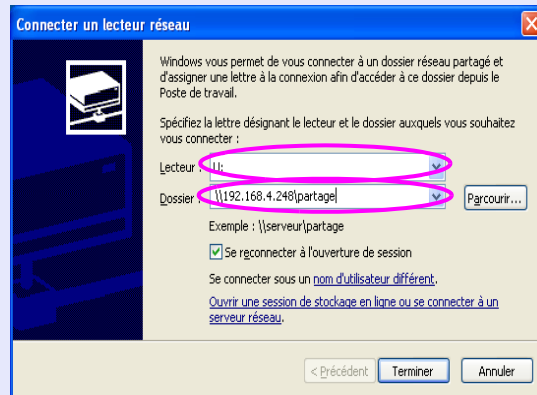 Connecter un lecteur réseau
Windows vous permet de vous connecter à un dossier réseau partagé et
d'assigner une lettre à la connexion afin d'accéder à ce dossier depuis le
Poste de travail.
Spécifiez la lettre désignant le lecteur et le dossier auxquels vous souhaitez
vous connecter :
Lecteur :
Dossier : \\192.168.4.248\partage Parcourir...
Exemple : \\serveur\partage
Se reconnecter à l'ouverture de session
Se connecter sous un nom d'utilisateur différent.
Ouvrir une session de stockage en ligne ou se connecter à un
serveur réseau.
< Précédent Terminer Annuler